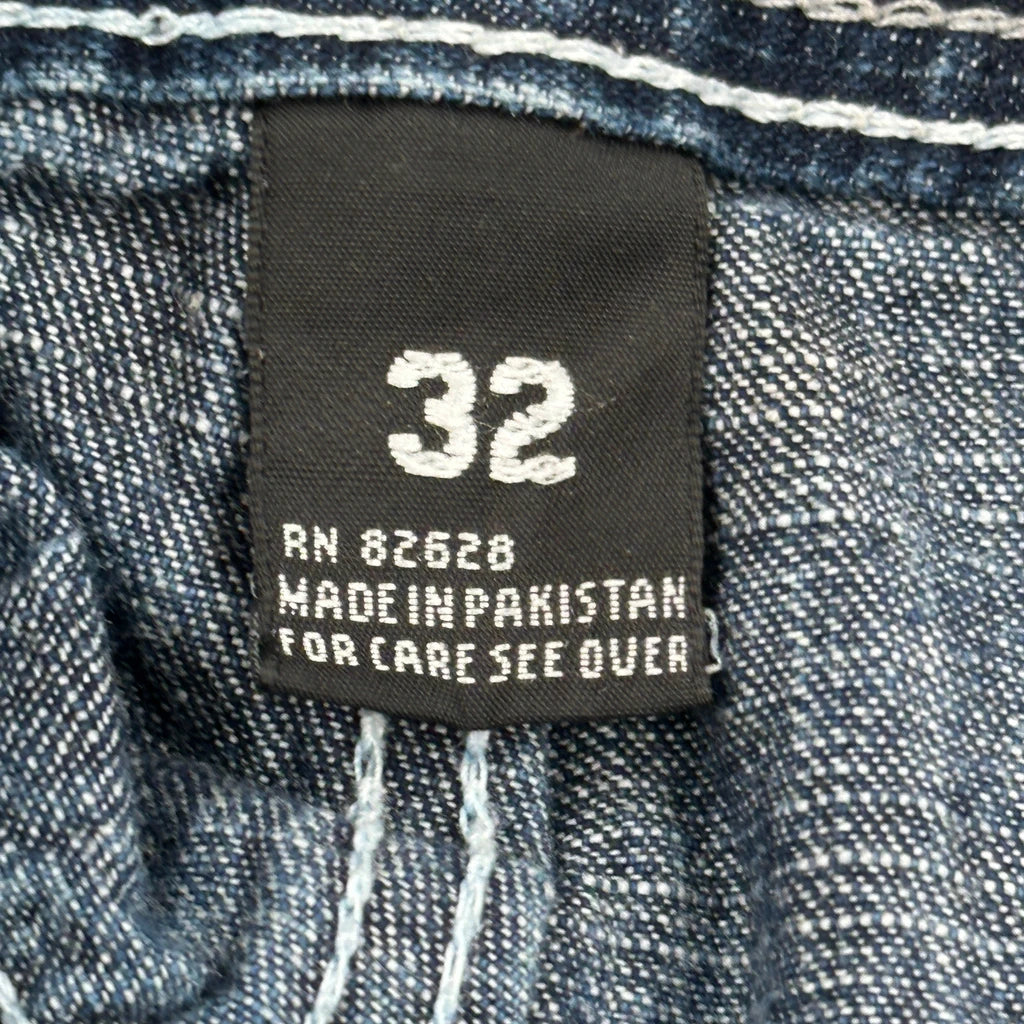 32
RN 82628
MADE IN PAKISTAN
FOR CARE SEE OVER